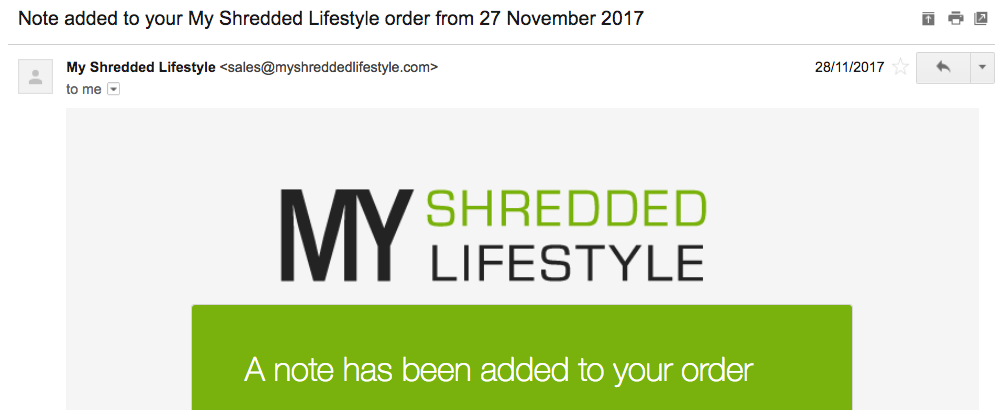 Note added to your My Shredded Lifestyle order from 27 November 2017
My Shredded Lifestyle <sales@myshreddedlifestyle.com> 28/11/2017
to me
MY SHREDDED
LIFESTYLE
A note has been added to your order